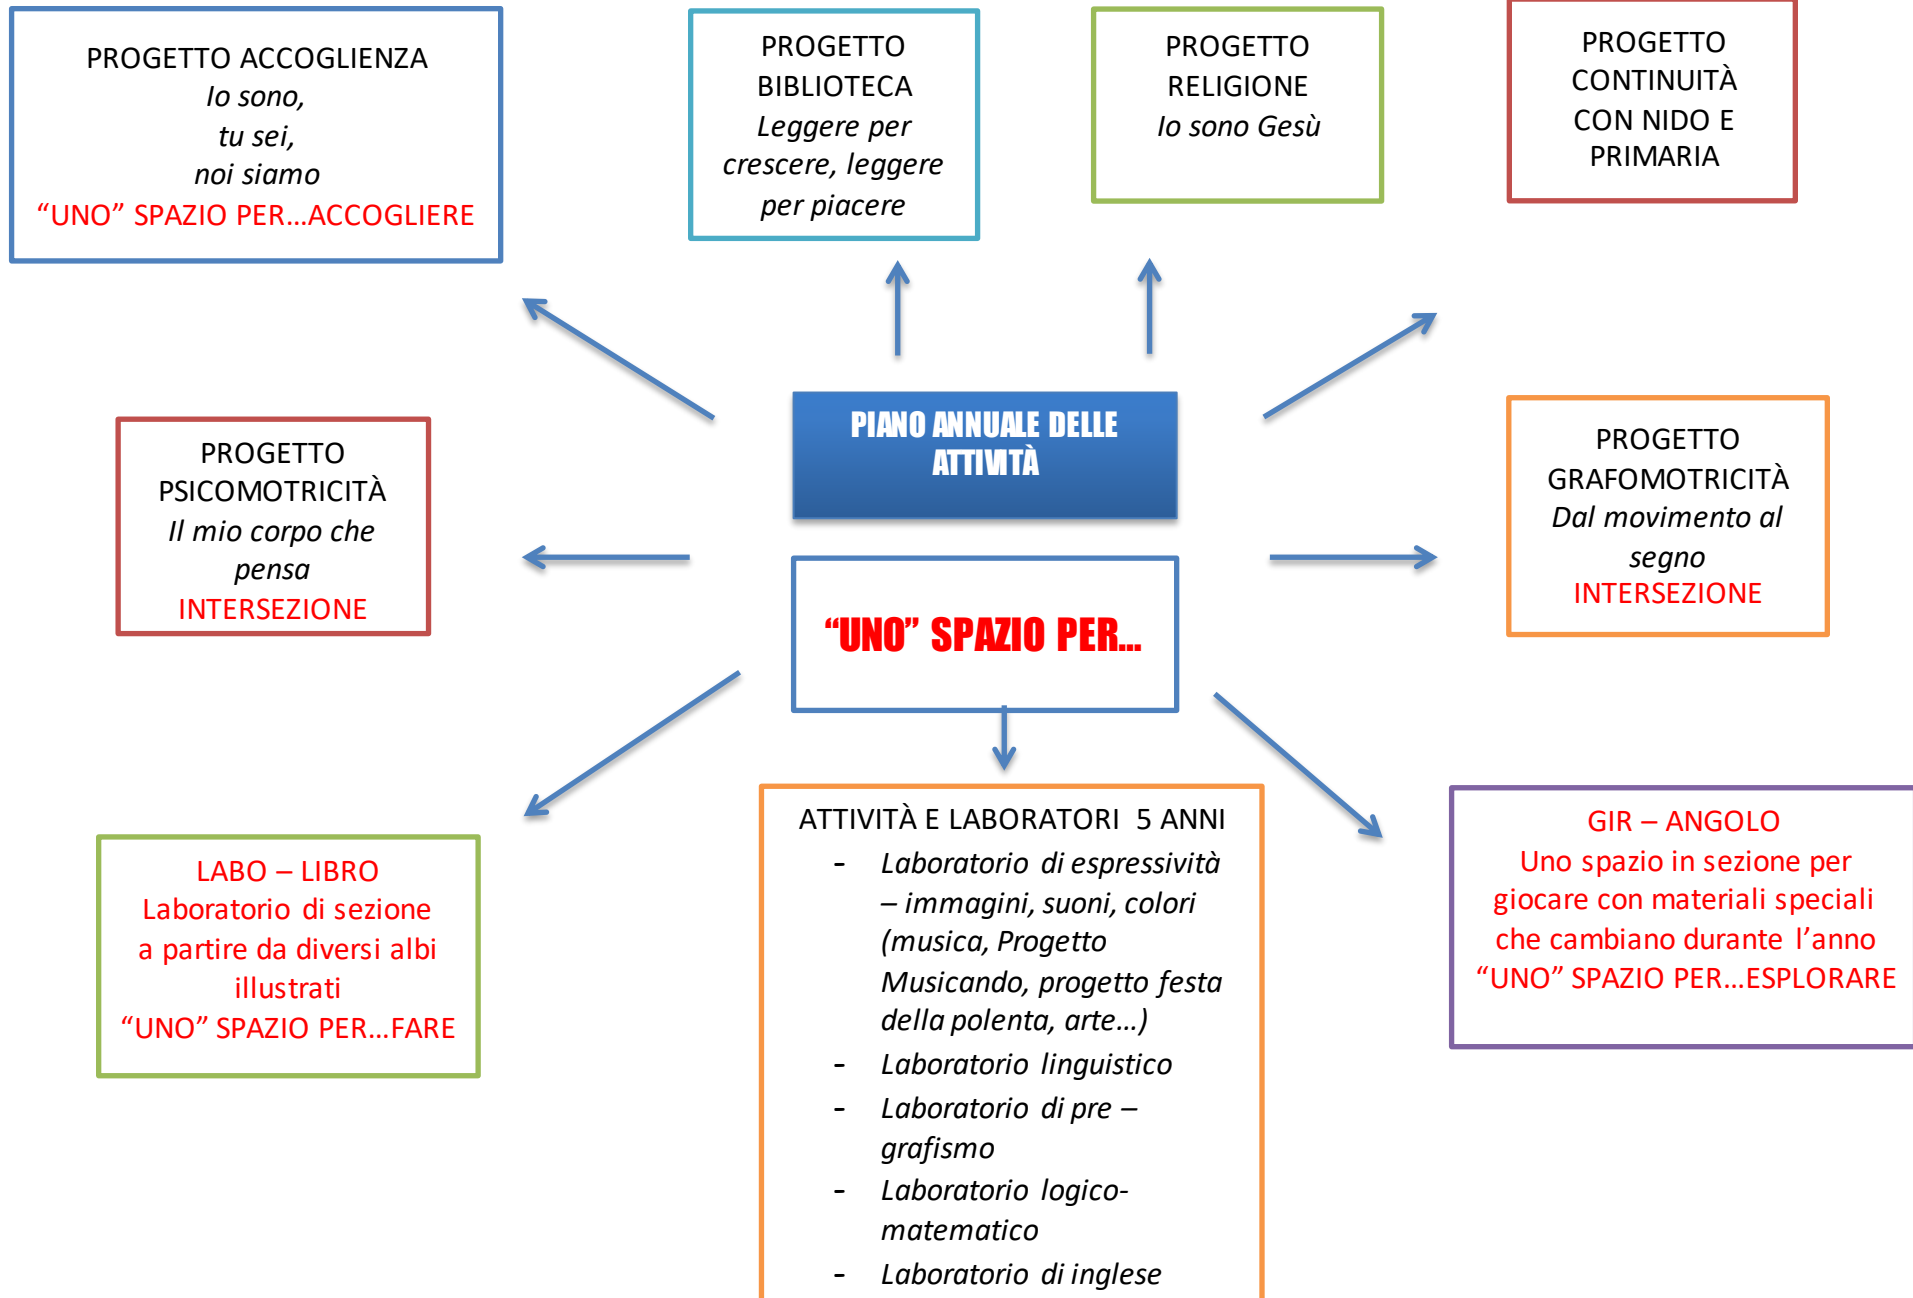 PROGETTO ACCOGLIENZA
Io sono,
tu sei,
noi siamo
“UNO” SPAZIO PER...ACCOGLIERE
PROGETTO
BIBLIOTECA
Leggere per
crescere, leggere
per piacere
PROGETTO
RELIGIONE
Io sono Gesù
PROGETTO
CONTINUITÀ
CON NIDO E
PRIMARIA
PROGETTO
PSICOMOTRICITÀ
Il mio corpo che
pensa
INTERSEZIONE
PIANO ANNUALE DELLE
ATTIVITÀ
“UNO” SPAZIO PER...
PROGETTO
GRAFOMOTRICITÀ
Dal movimento al
segno
INTERSEZIONE
LABO – LIBRO
Laboratorio di sezione
a partire da diversi albi
illustrati
“UNO” SPAZIO PER...FARE
ATTIVITÀ E LABORATORI 5 ANNI
- Laboratorio di espressività
– immagini, suoni, colori
(musica, Progetto
Musicando, progetto festa
della polenta, arte...)
- Laboratorio linguistico
- Laboratorio di pre –
grafismo
- Laboratorio logico-
matematico
- Laboratorio di inglese
GIR – ANGOLO
Uno spazio in sezione per
giocare con materiali speciali
che cambiano durante l’anno
“UNO” SPAZIO PER...ESPLORARE